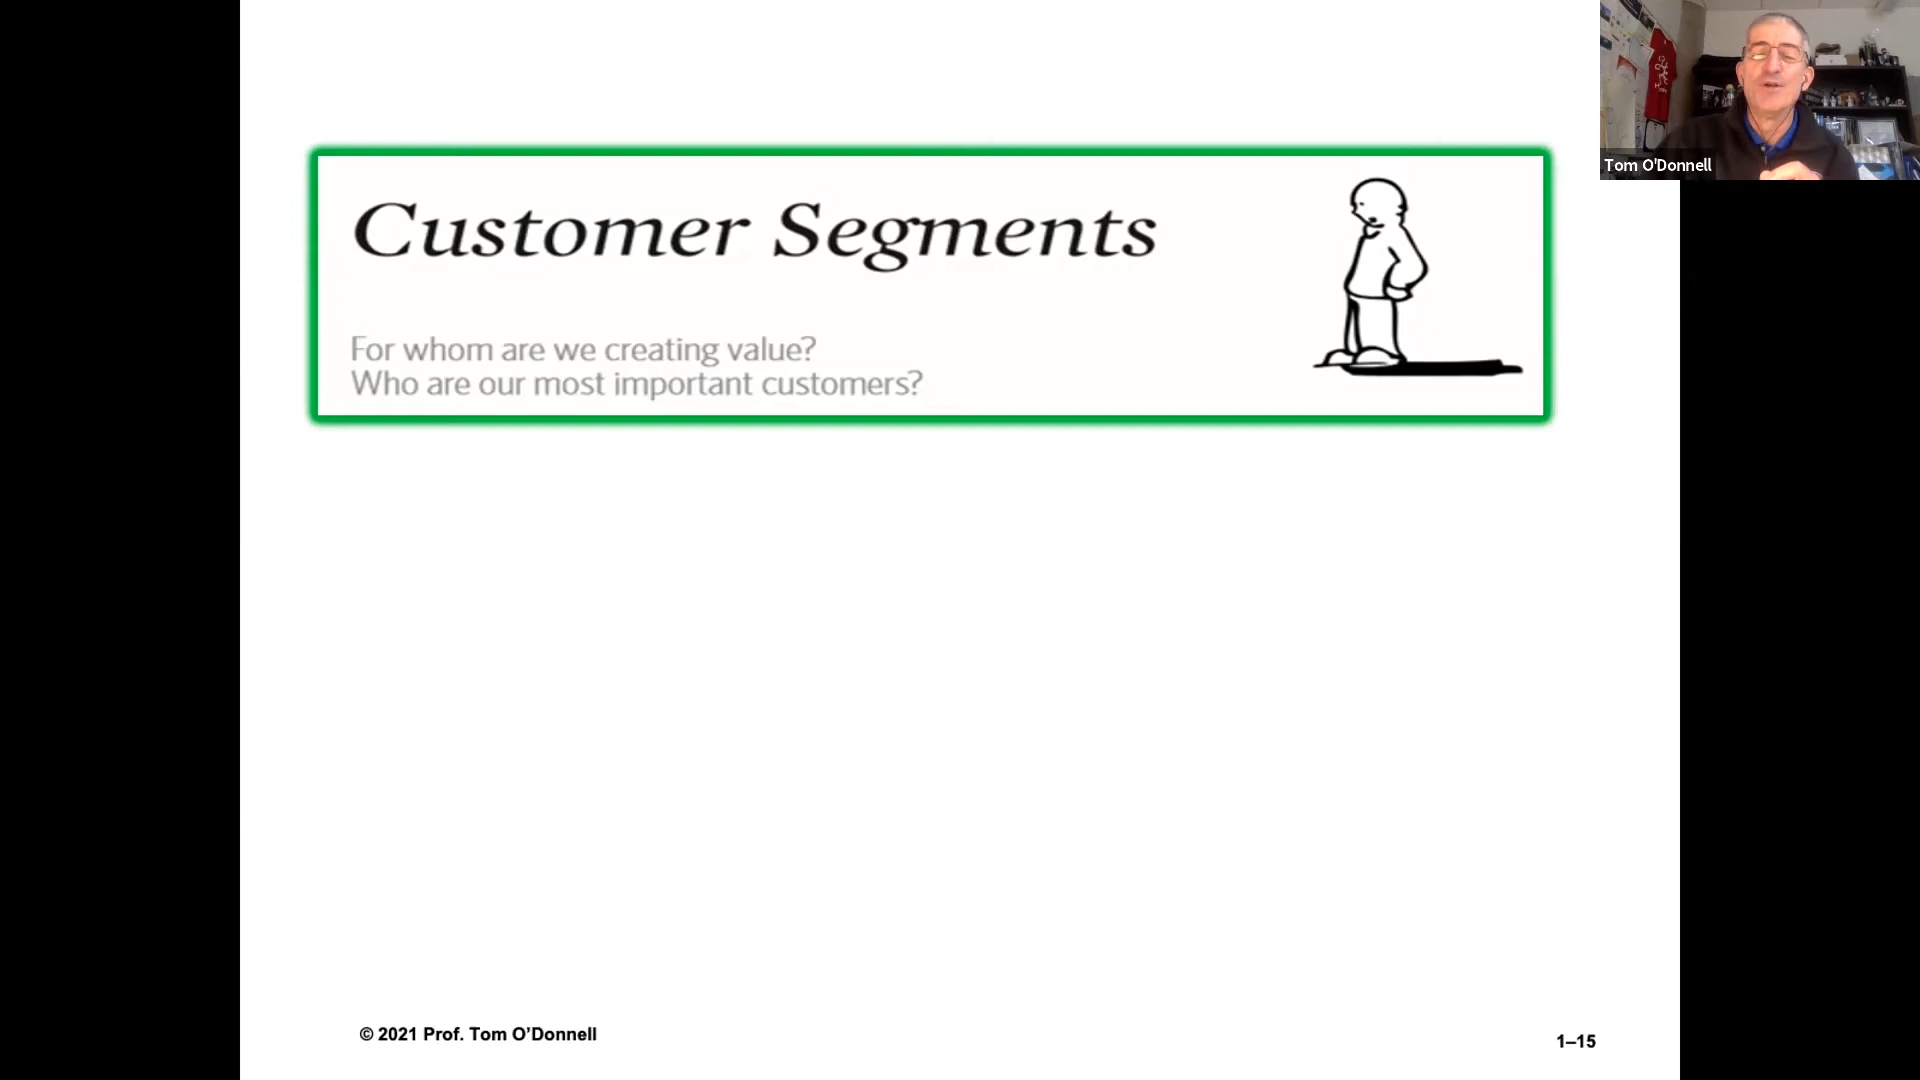 Customer Segments
For whom are we creating value?
Who are our most important customers?
Tom O'Donnell
© 2021 Prof. Tom O’Donnell
1–15